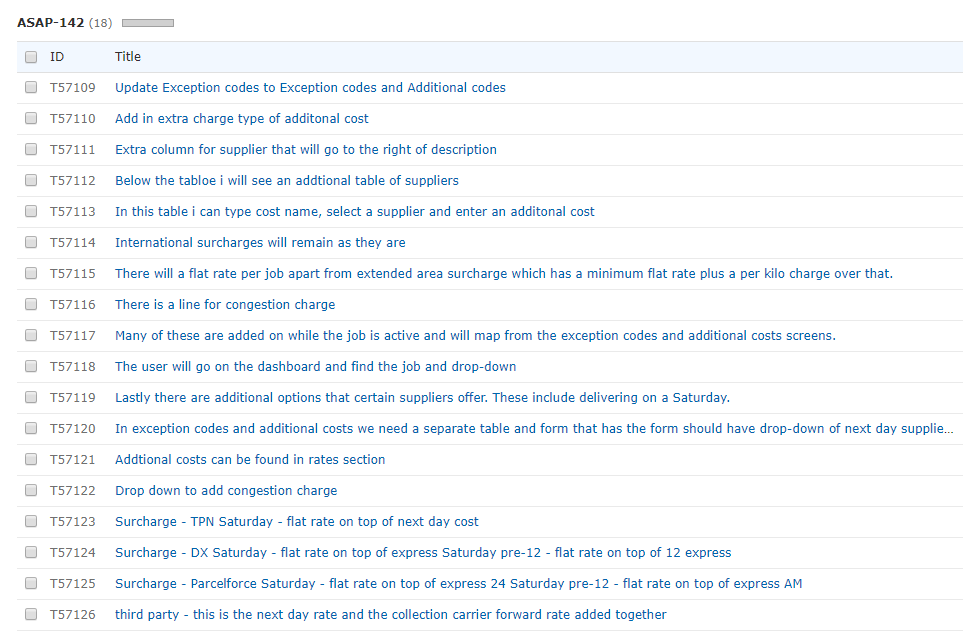 ASAP-142 (18)
ID Title
T57109 Update Exception codes to Exception codes and Additional codes
T57110 Add in extra charge type of additonal cost
T57111 Extra column for supplier that will go to the right of description
T57112 Below the tabloe i will see an addtional table of suppliers
T57113 In this table i can type cost name, select a supplier and enter an additonal cost
T57114 International surcharges will remain as they are
T57115 There will a flat rate per job apart from extended area surcharge which has a minimum flat rate plus a per kilo charge over that.
T57116 There is a line for congestion charge
T57117 Many of these are added on while the job is active and will map from the exception codes and additional costs screens.
T57118 The user will go on the dashboard and find the job and drop-down
T57119 Lastly there are additional options that certain suppliers offer. These include delivering on a Saturday.
T57120 In exception codes and additional costs we need a separate table and form that has the form should have drop-down of next day supplie...
T57121 Addtional costs can be found in rates section
T57122 Drop down to add congestion charge
T57123 Surcharge - TPN Saturday - flat rate on top of next day cost
T57124 Surcharge - DX Saturday - flat rate on top of express Saturday pre-12 - flat rate on top of 12 express
T57125 Surcharge - Parcelforce Saturday - flat rate on top of express 24 Saturday pre-12 - flat rate on top of express AM
T57126 third party - this is the next day rate and the collection carrier forward rate added together